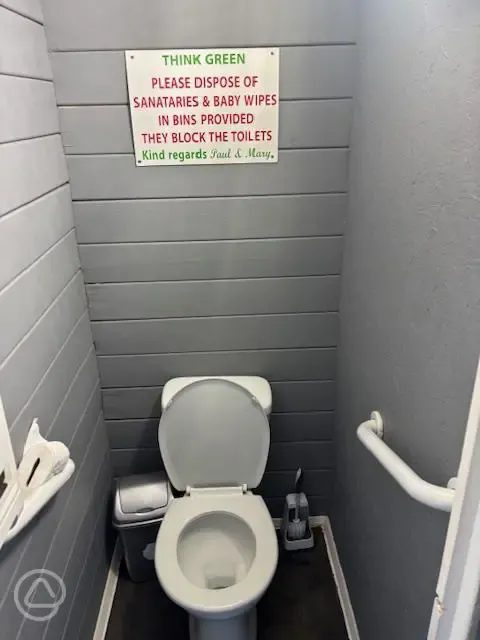 THINK GREEN
PLEASE DISPOSE OF
SANATARIES & BABY WIPES
IN BINS PROVIDED
THEY BLOCK THE TOILETS
Kind regards Paul & Mary.